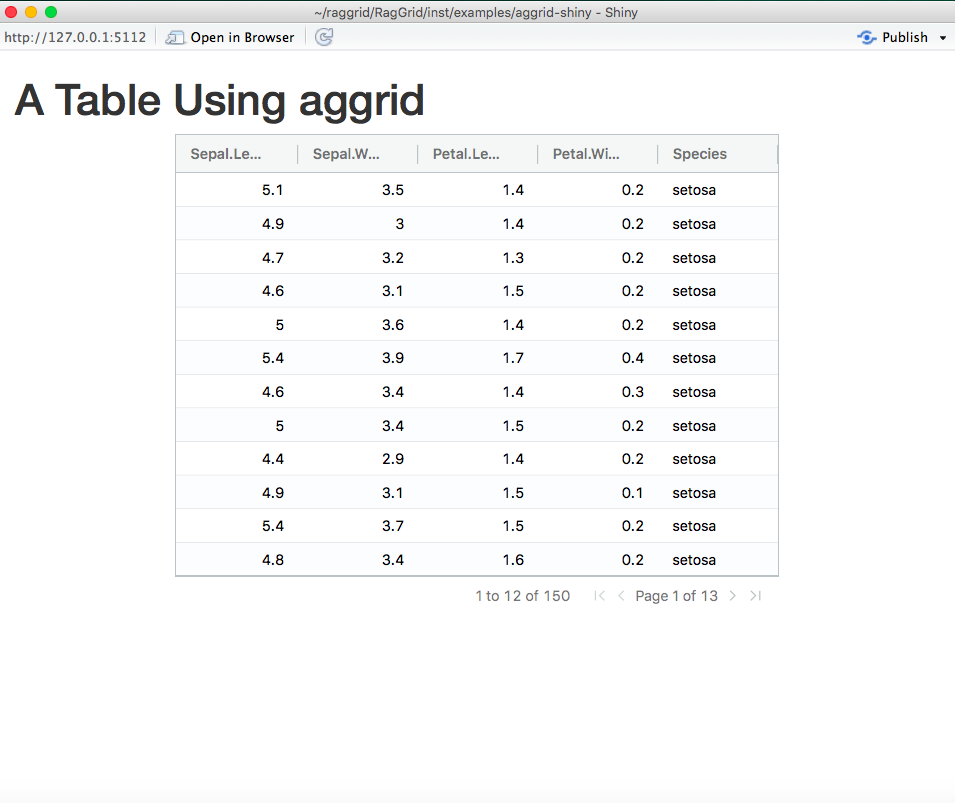 ~/raggrid/RagGrid/inst/examples/aggrid-shiny - Shiny
http://127.0.0.1:5112 Open in Browser Publish
A Table Using aggrid
Sepal.Le... Sepal.W... Petal.Le... Petal.Wi... Species
5.1 3.5 1.4 0.2 setosa
4.9 3 1.4 0.2 setosa
4.7 3.2 1.3 0.2 setosa
4.6 3.1 1.5 0.2 setosa
5 3.6 1.4 0.2 setosa
5.4 3.9 1.7 0.4 setosa
4.6 3.4 1.4 0.3 setosa
5 3.4 1.5 0.2 setosa
4.4 2.9 1.4 0.2 setosa
4.9 3.1 1.5 0.1 setosa
5.4 3.7 1.5 0.2 setosa
4.8 3.4 1.6 0.2 setosa
1 to 12 of 150 Page 1 of 13